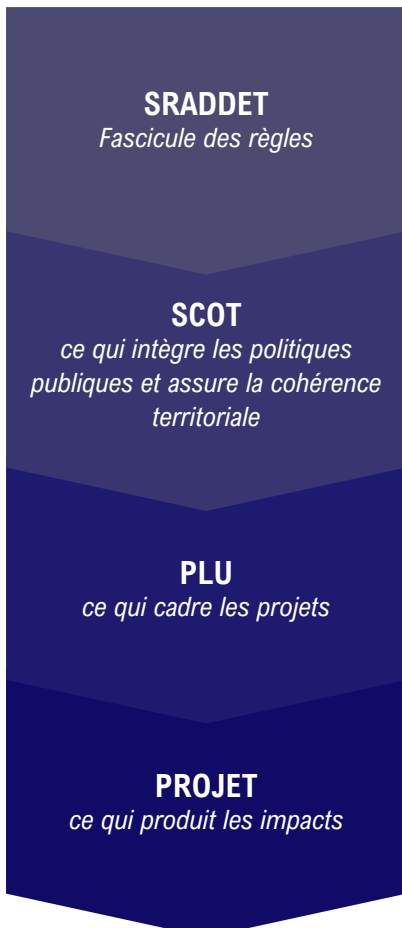 SRADDET
Fascicule des règles
SCOT
ce qui intègre les politiques
publiques et assure la cohérence
territoriale
PLU
ce qui cadre les projets
PROJET
ce qui produit les impacts